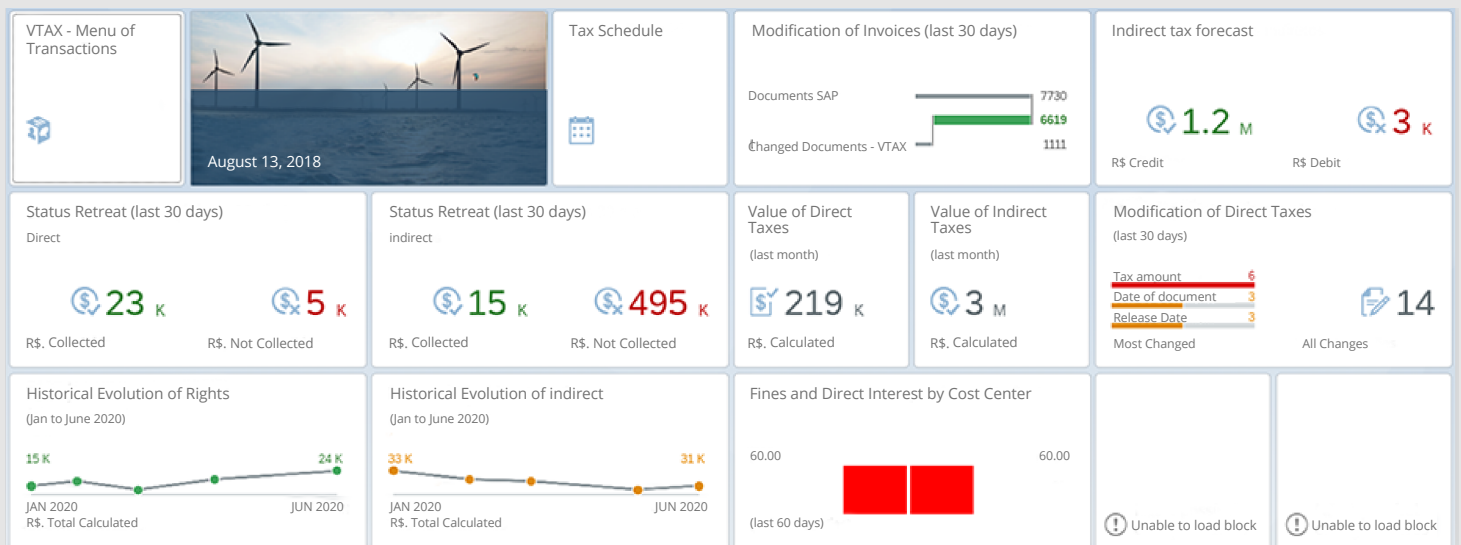 VTAX - Menu of
Transactions
August 13, 2018
Tax Schedule
Modification of Invoices (last 30 days)
Documents SAP 7730
6619
Changed Documents - VTAX 1111
Indirect tax forecast
1.2 M
R$ Credit
3 K
R$ Debit
Status Retreat (last 30 days)
Direct
23 K
R$. Collected
5 K
R$. Not Collected
Status Retreat (last 30 days)
indirect
15 K
R$. Collected
495 K
R$. Not Collected
Value of Direct
Taxes
(last month)
219 K
R$. Calculated
Value of Indirect
Taxes
(last month)
3 M
R$. Calculated
Modification of Direct Taxes
(last 30 days)
Tax amount 6
Date of document 3
Release Date 3
Most Changed
14
All Changes
Historical Evolution of Rights
(Jan to June 2020)
15 K 24 K
JAN 2020 JUN 2020
R$. Total Calculated
Historical Evolution of indirect
(Jan to June 2020)
33 K 31 K
JAN 2020 JUN 2020
R$. Total Calculated
Fines and Direct Interest by Cost Center
60.00 60.00
(last 60 days)
Unable to load block
Unable to load block